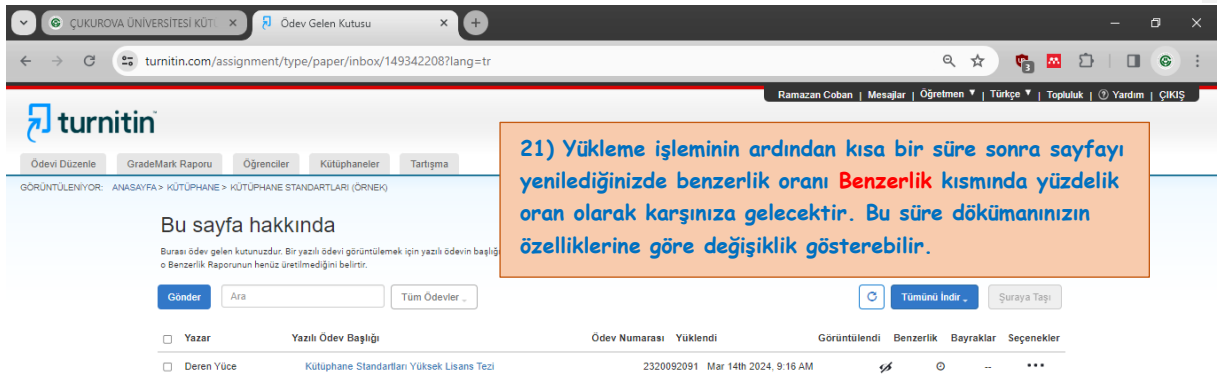 ÇUKUROVA ÜNİVERSİTESİ KÜTÜ
Ödev Gelen Kutusu
turnitin.com/assignment/type/paper/inbox/149342208?lang=tr
3
Ramazan Coban | Mesajlar | Öğretmen ▼ | Türkçe ▼ | Topluluk | ? Yardım | ÇIKIŞ
turnitin
Ödevi Düzenle GradeMark Raporu Öğrenciler Kütüphaneler Tartışma
GÖRÜNTÜLENİYOR: ANASAYFA > KÜTÜPHANE > KÜTÜPHANE STANDARTLARI (ÖRNEK)
21) Yükleme işleminin ardından kısa bir süre sonra sayfayı
yenilediğinizde benzerlik oranı Benzerlik kısmında yüzdelik
oran olarak karşınıza gelecektir. Bu süre dökümanınızın
özelliklerine göre değişiklik gösterebilir.
Bu sayfa hakkında
Burası ödev gelen kutunuzdur. Bir yazılı ödevi görüntülemek için yazılı ödevin başlığı
o Benzerlik Raporunun henüz üretilmediğini belirtir.
Gönder Ara Tüm Ödevler Tümünü İndir Şuraya Taşı
Yazar Yazılı Ödev Başlığı Ödev Numarası Yüklendi Görüntülendi Benzerlik Bayraklar Seçenekler
Deren Yüce Kütüphane Standartları Yüksek Lisans Tezi 2320092091 Mar 14th 2024, 9:16 AM -- •••